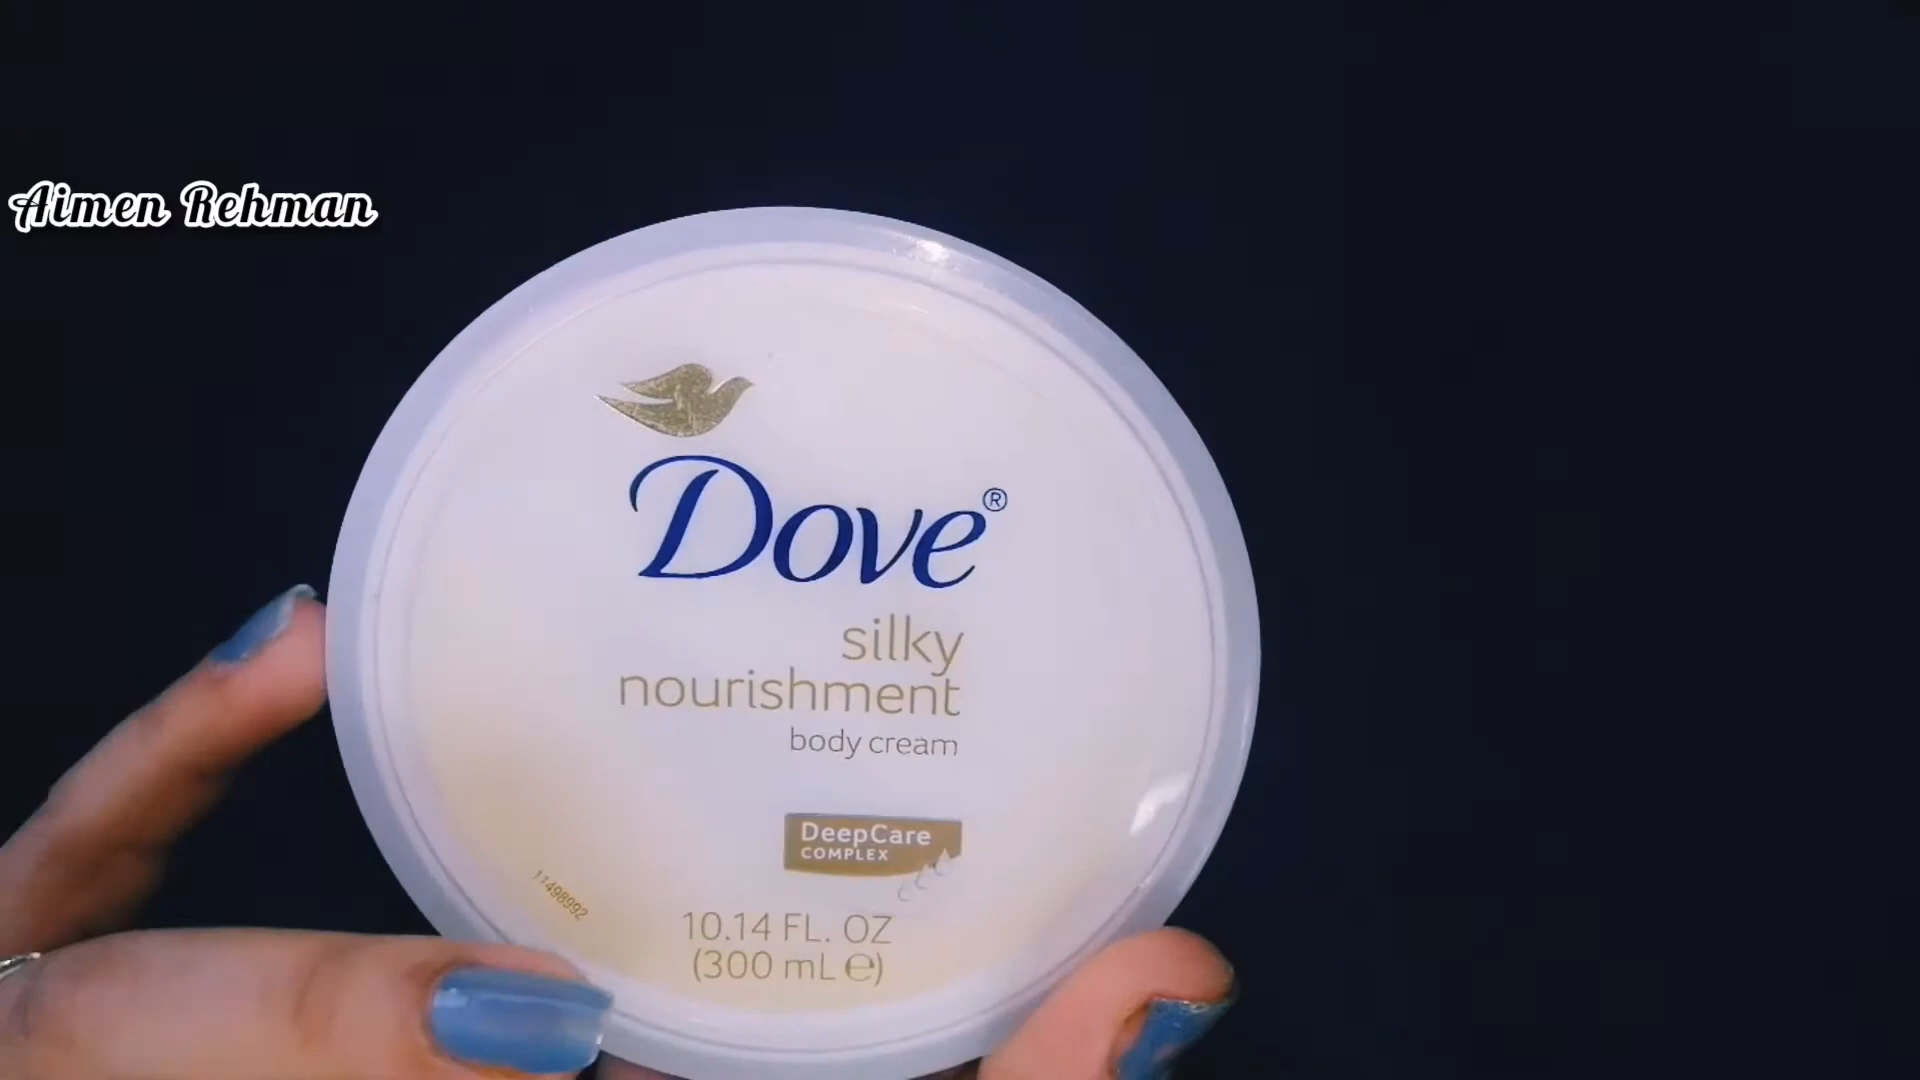 Aimen Rehman
Dove®
silky
nourishment
body cream
DeepCare
COMPLEX
11498992
10.14 FL. OZ
(300 mL ℮)